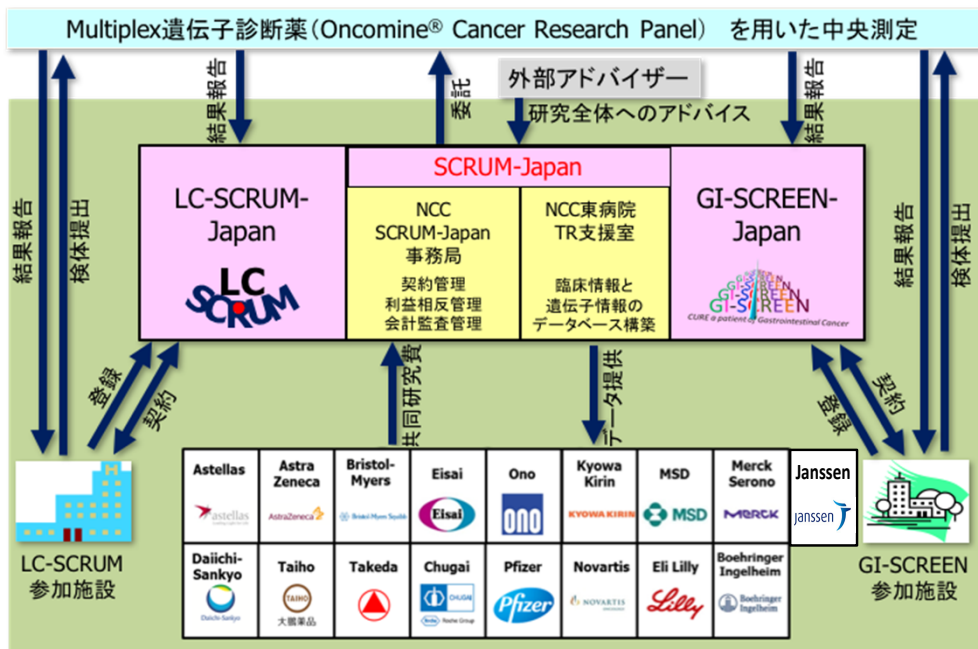 Multiplex遺伝子診断薬（Oncomine® Cancer Research Panel） を用いた中央測定
結果報告
検体提出
結果報告
委託
外部アドバイザー
研究全体へのアドバイス
結果報告
結果報告
検体提出
LC-SCRUM-
Japan
LC
SCRUM
SCRUM-Japan
NCC
SCRUM-Japan
事務局
契約管理
利益相反管理
会計監査管理
NCC東病院
TR支援室
臨床情報と
遺伝子情報の
データベース構築
GI-SCREEN-
Japan
GI-SCREEN
CURE a patient of Gastrointestinal Cancer
登録
契約
共同研究費
データ提供
契約
登録
LC-SCRUM
参加施設
GI-SCREEN
参加施設
Astellas
astellas
Astra
Zeneca
AstraZeneca
Bristol-
Myers
Bristol-Myers Squibb
Eisai
Eisai
Ono
ONO
Kyowa
Kirin
KYOWA KIRIN
MSD
MSD
Merck
Serono
MERCK
Janssen
janssen
Daiichi-
Sankyo
Daiichi-Sankyo
Taiho
TAIHO
大鵬薬品
Takeda
Chugai
CHUGAI
Roche Roche Group
Pfizer
Pfizer
Novartis
NOVARTIS
Eli Lilly
Lilly
Boehringer
Ingelheim
Boehringer
Ingelheim